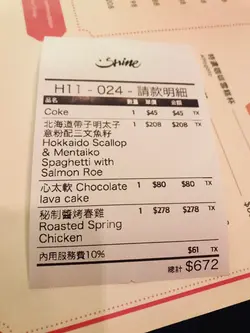 Shine
H11 - 024 - 請款明細
品名 數量 單價 金額
Coke 1 $45 $45 TX
北海道帶子明太子 1 $208 $208 TX
意粉配三文魚籽
Hokkaido Scallop
& Mentaiko
Spaghetti with
Salmon Roe
心太軟 Chocolate 1 $80 $80 TX
lava cake
秘制醬烤春雞 1 $278 $278 TX
Roasted Spring
Chicken
內用服務費10% $61 TX
總計 $672